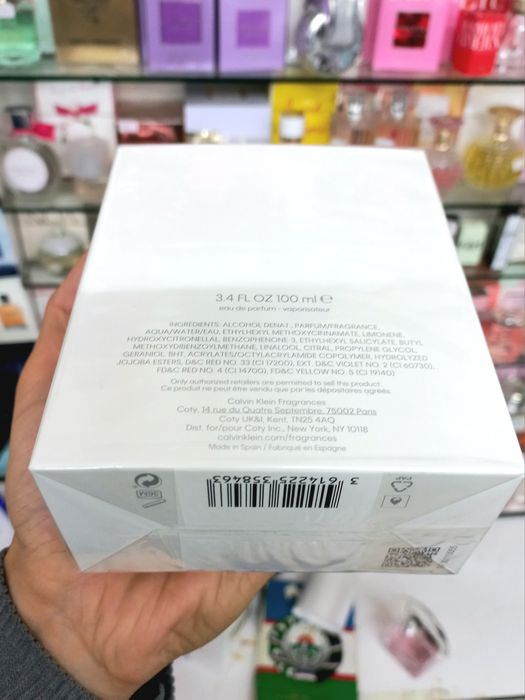 3.4 FL OZ 100 ml ℮
eau de parfum · vaporisateur
INGREDIENTS: ALCOHOL DENAT., PARFUM/FRAGRANCE,
AQUA/WATER/EAU, ETHYLHEXYL METHOXYCINNAMATE, LIMONENE,
HYDROXYCITRONELLAL, BENZOPHENONE-3, ETHYLHEXYL SALICYLATE, BUTYL
METHOXYDIBENZOYLMETHANE, LINALOOL, CITRAL, PROPYLENE GLYCOL,
GERANIOL, BHT, ACRYLATES/OCTYLACRYLAMIDE COPOLYMER, HYDROLYZED
JOJOBA ESTERS, D&C RED NO. 33 (CI 17200), EXT. D&C VIOLET NO. 2 (CI 60730),
FD&C RED NO. 4 (CI 14700), FD&C YELLOW NO. 5 (CI 19140)
Only authorized retailers are permitted to sell this product.
Ce produit ne peut être vendu que par les dépositaires agréés.
Calvin Klein Fragrances
Coty, 14 rue du Quatre Septembre, 75002 Paris
Coty UK&I, Kent, TN25 4AQ
Dist. for/pour Coty Inc., New York, NY 10118
calvinklein.com/fragrances
Made in Spain / Fabriqué en Espagne
36M
3 614225 358463
PAP